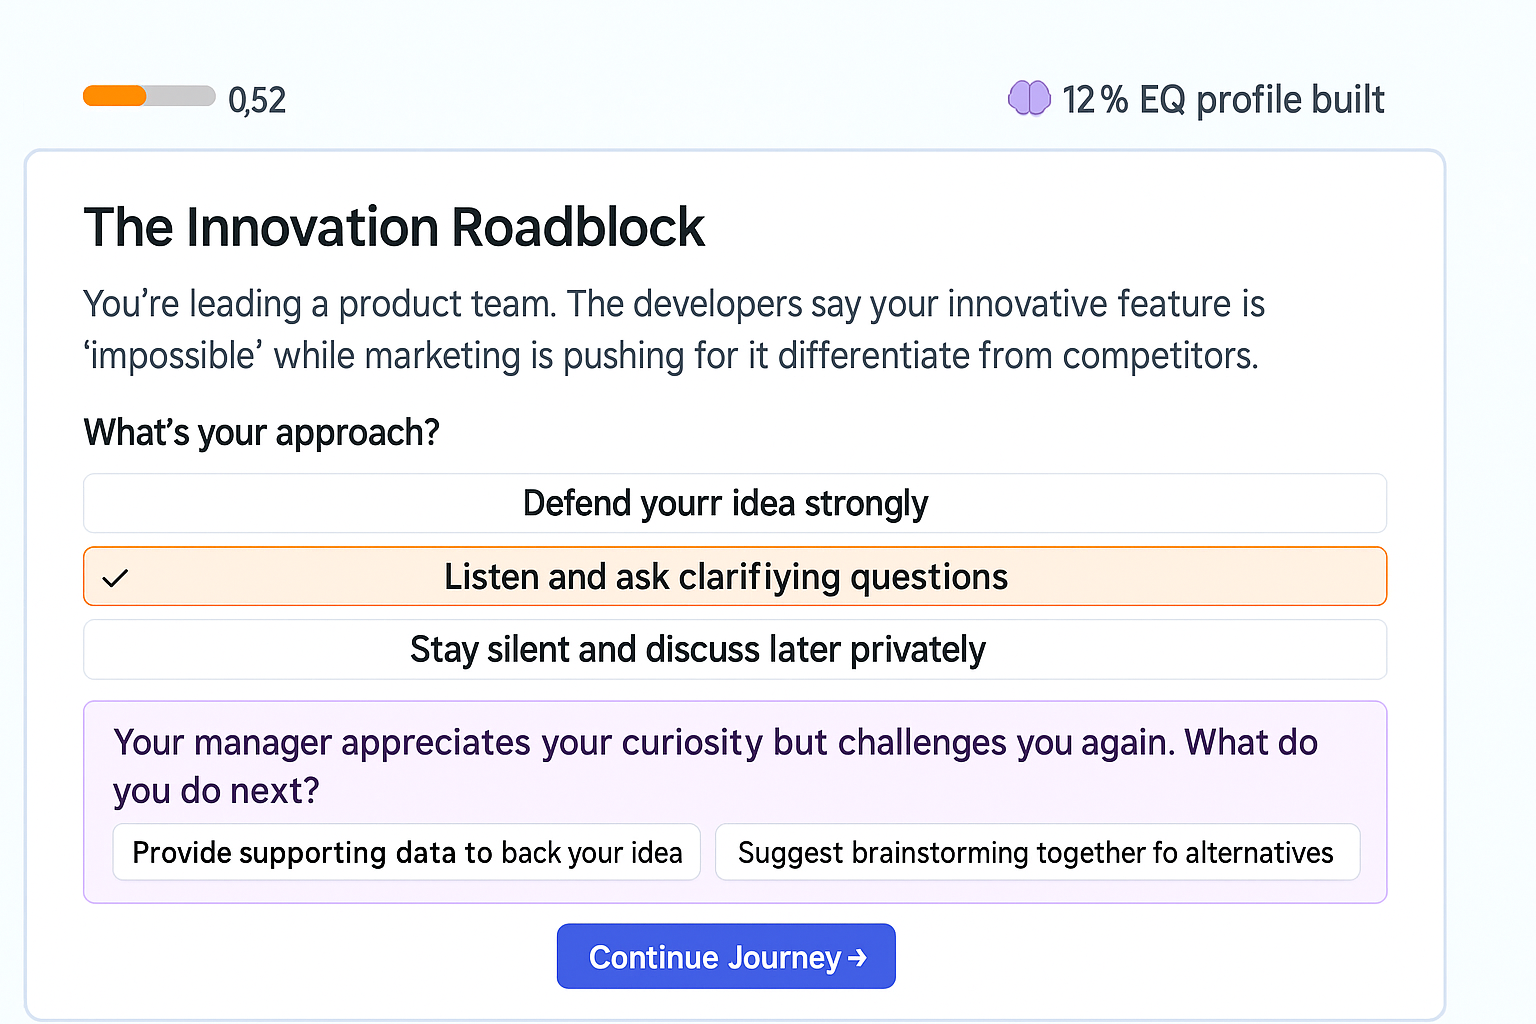 0,52
12% EQ profile built
The Innovation Roadblock
You’re leading a product team. The developers say your innovative feature is
‘impossible’ while marketing is pushing for it differentiate from competitors.
What’s your approach?
Defend yourr idea strongly
Listen and ask clarifiying questions
Stay silent and discuss later privately
Your manager appreciates your curiosity but challenges you again. What do
you do next?
Provide supporting data to back your idea
Suggest brainstorming together fo alternatives
Continue Journey →